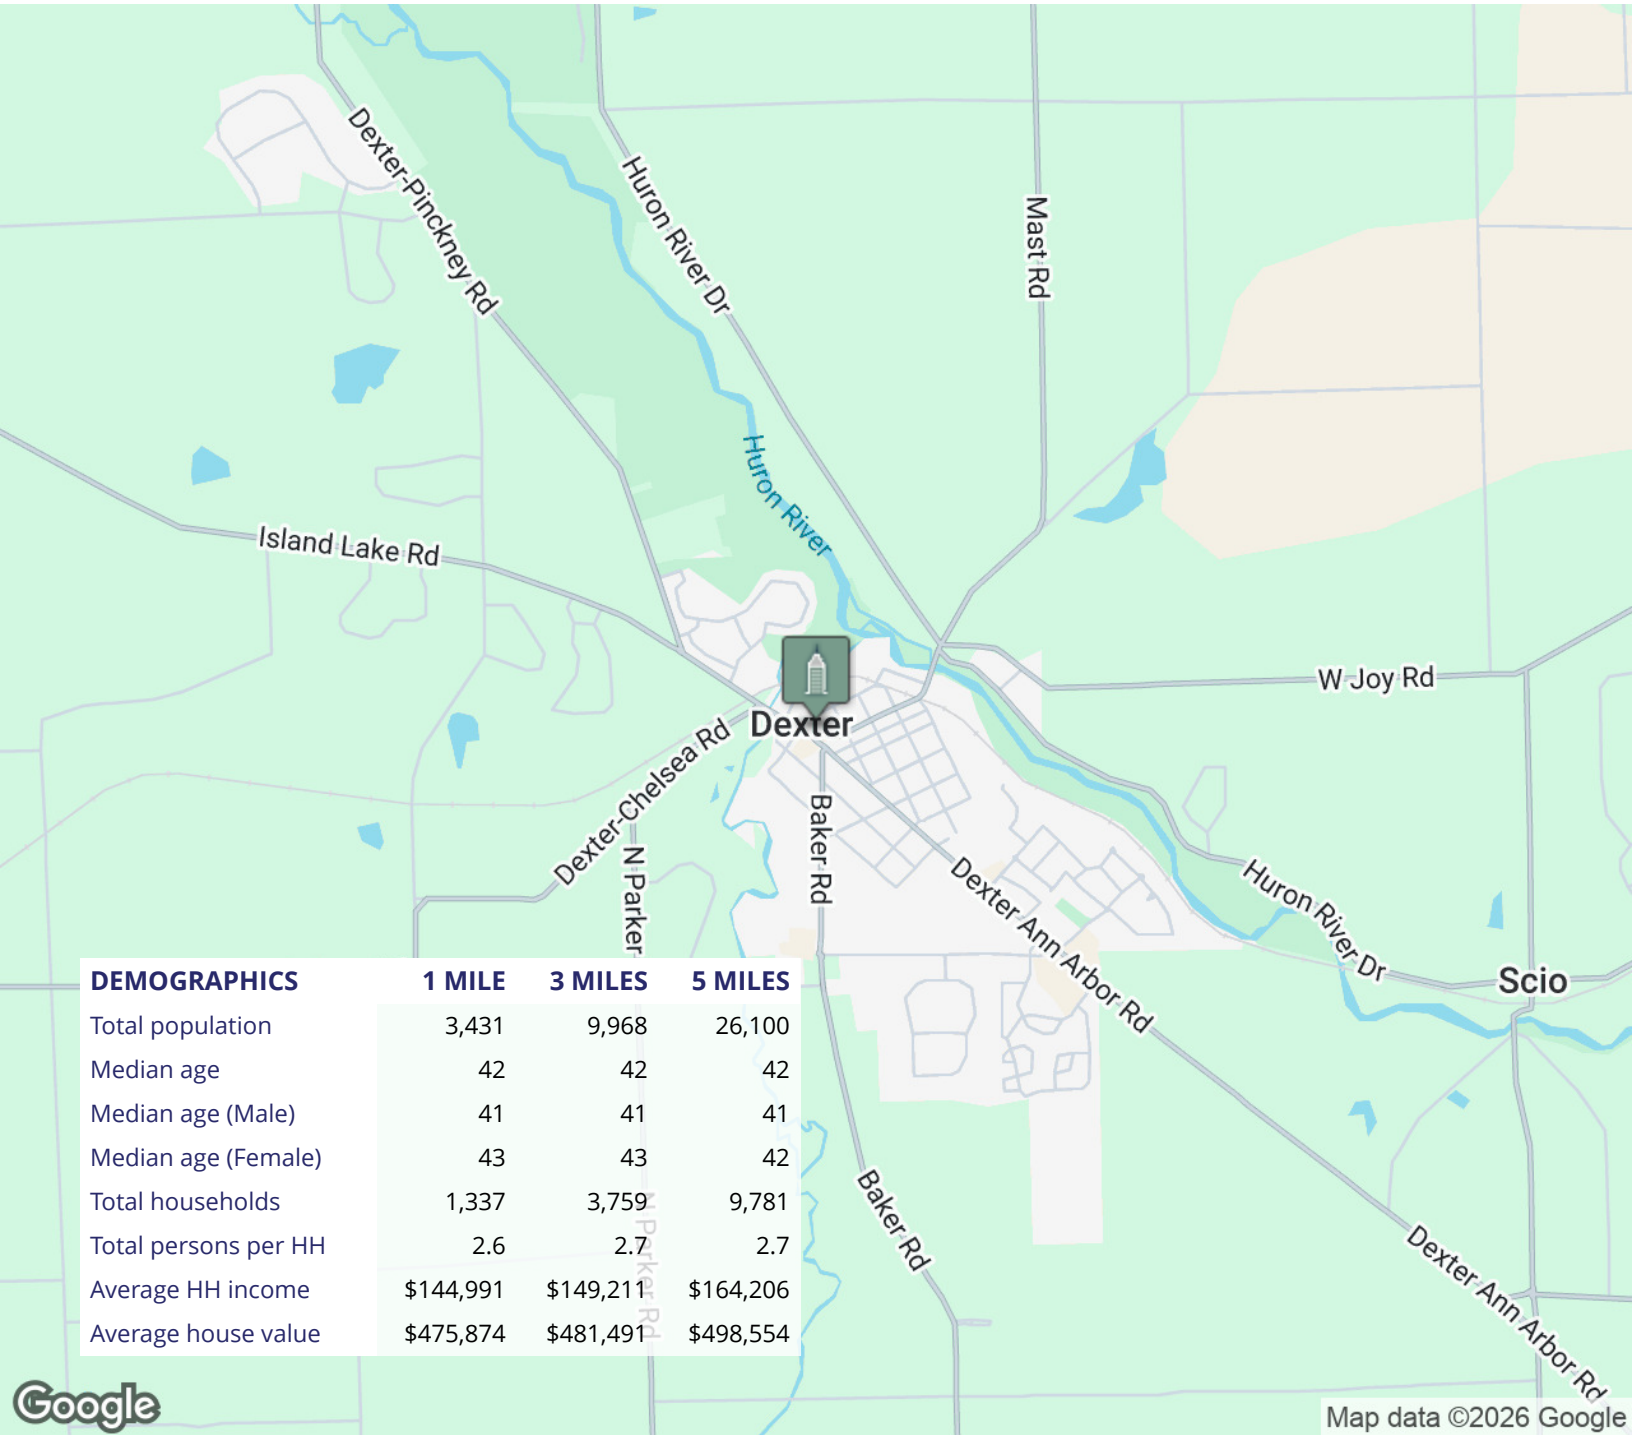 Dexter-Pinckney Rd
Huron River Dr
Mast Rd
Huron River
Island Lake Rd
W Joy Rd
Dexter
Dexter-Chelsea Rd
Baker Rd
N Parker
Dexter Ann Arbor Rd
Huron River Dr
Scio
DEMOGRAPHICS 1 MILE 3 MILES 5 MILES
Total population 3,431 9,968 26,100
Median age 42 42 42
Median age (Male) 41 41 41
Median age (Female) 43 43 42
Total households 1,337 3,759 9,781
Total persons per HH 2.6 2.7 2.7
Average HH income $144,991 $149,211 $164,206
Average house value $475,874 $481,491 $498,554
N Parker Rd
Baker Rd
Dexter Ann Arbor Rd
Google
Map data ©2026 Google